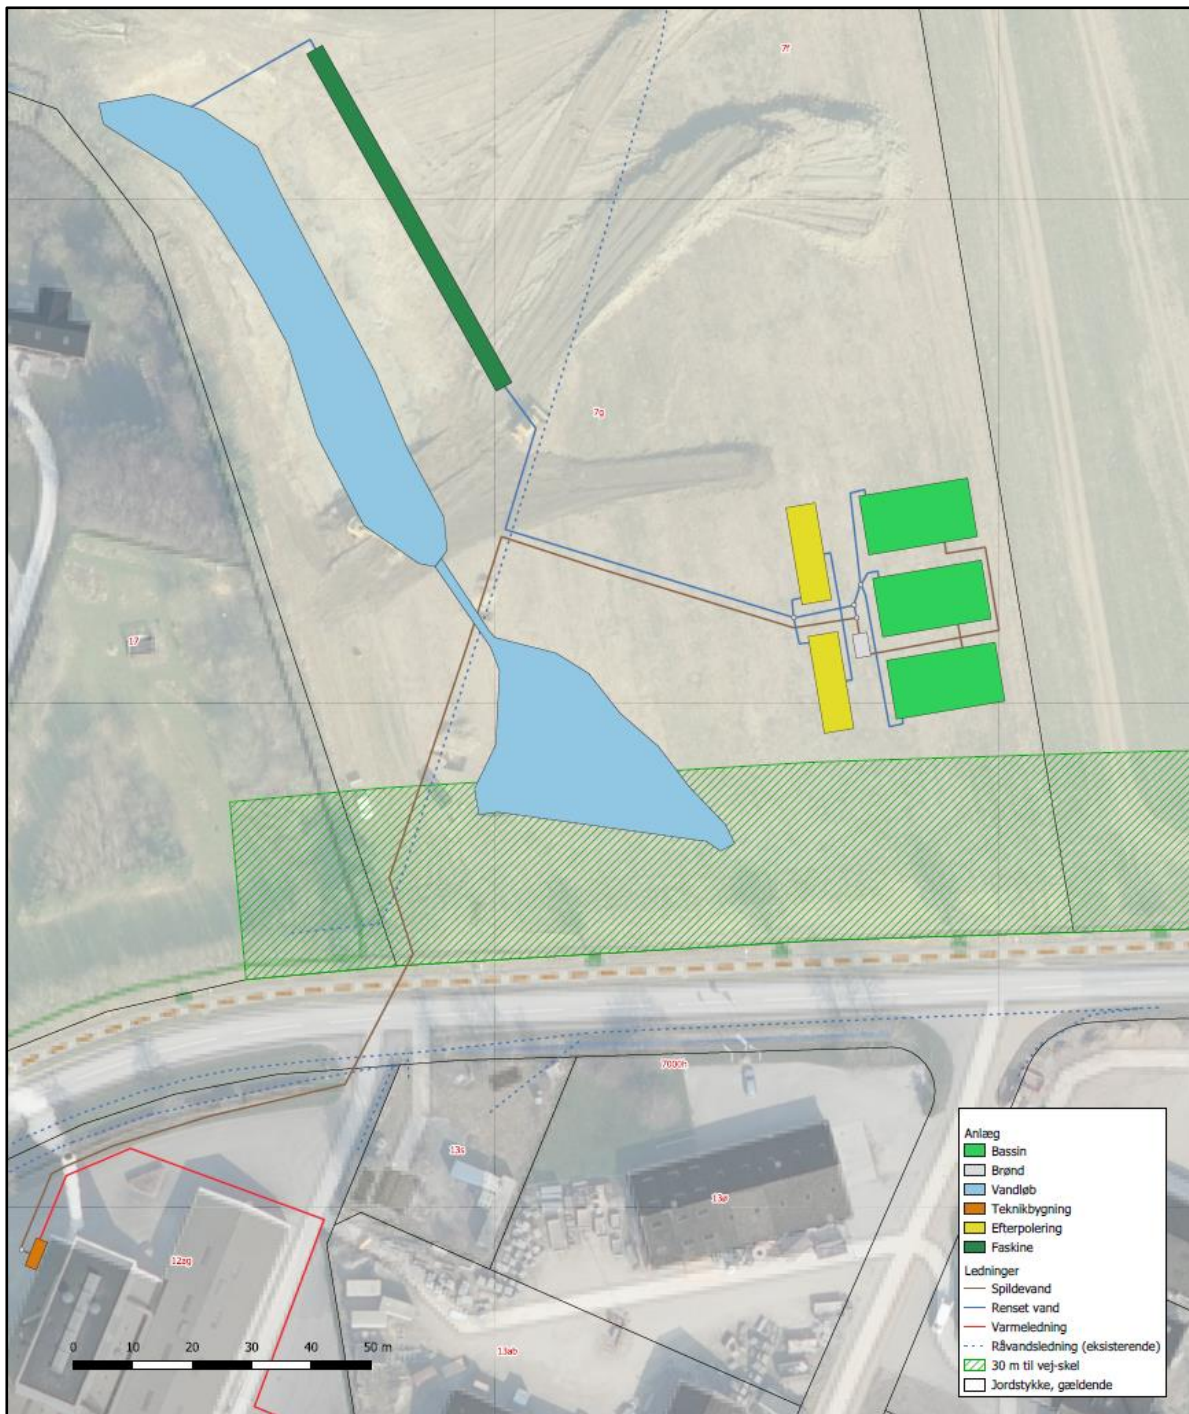 7f
7g
17
7000h
13s
13ø
12ag
13ab
0 10 20 30 40 50 m
Anlæg
Bassin
Brønd
Vandløb
Teknikbygning
Efterpolering
Faskine
Ledninger
Spildevand
Renset vand
Varmeledning
Råvandsledning (eksisterende)
30 m til vej-skel
Jordstykke, gældende